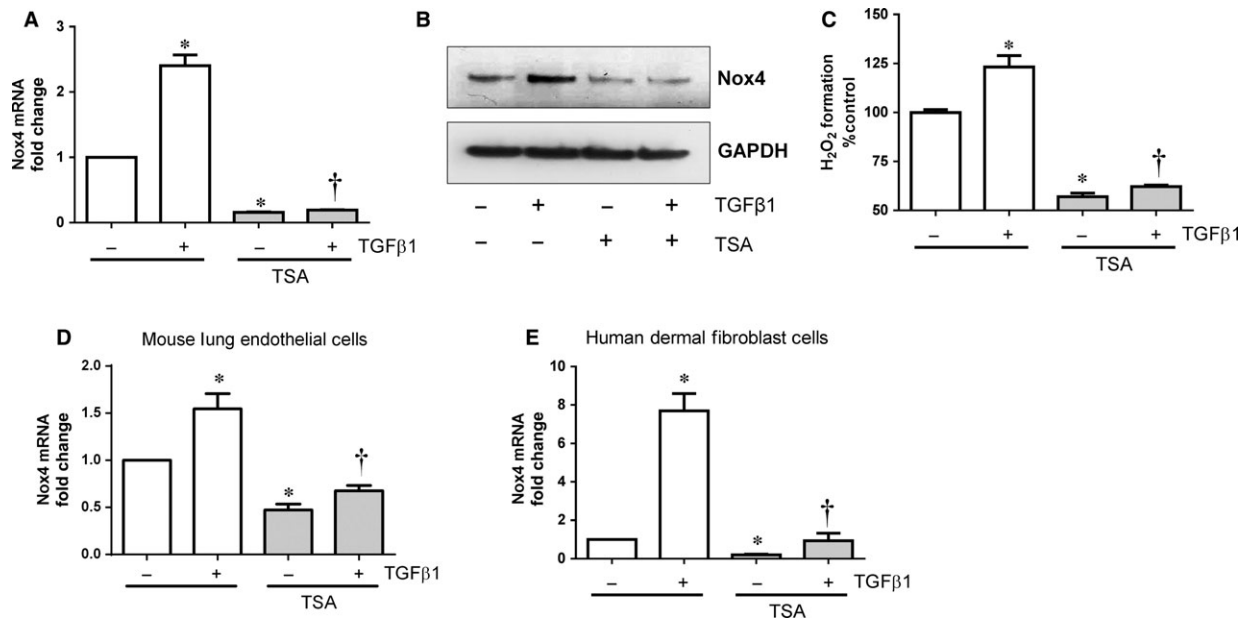 A
Nox4 mRNA
fold change
3
2
1
0
*
*
†
– + – + TGFβ1
TSA
B
Nox4
GAPDH
– + – + TGFβ1
– – + + TSA
C
H₂O₂ formation
%control
150
125
100
75
50
*
*
†
– + – + TGFβ1
TSA
D
Mouse lung endothelial cells
Nox4 mRNA
fold change
2.0
1.5
1.0
0.5
0.0
*
*
†
– + – + TGFβ1
TSA
E
Human dermal fibroblast cells
Nox4 mRNA
fold change
10
8
6
4
2
0
*
*
†
– + – + TGFβ1
TSA